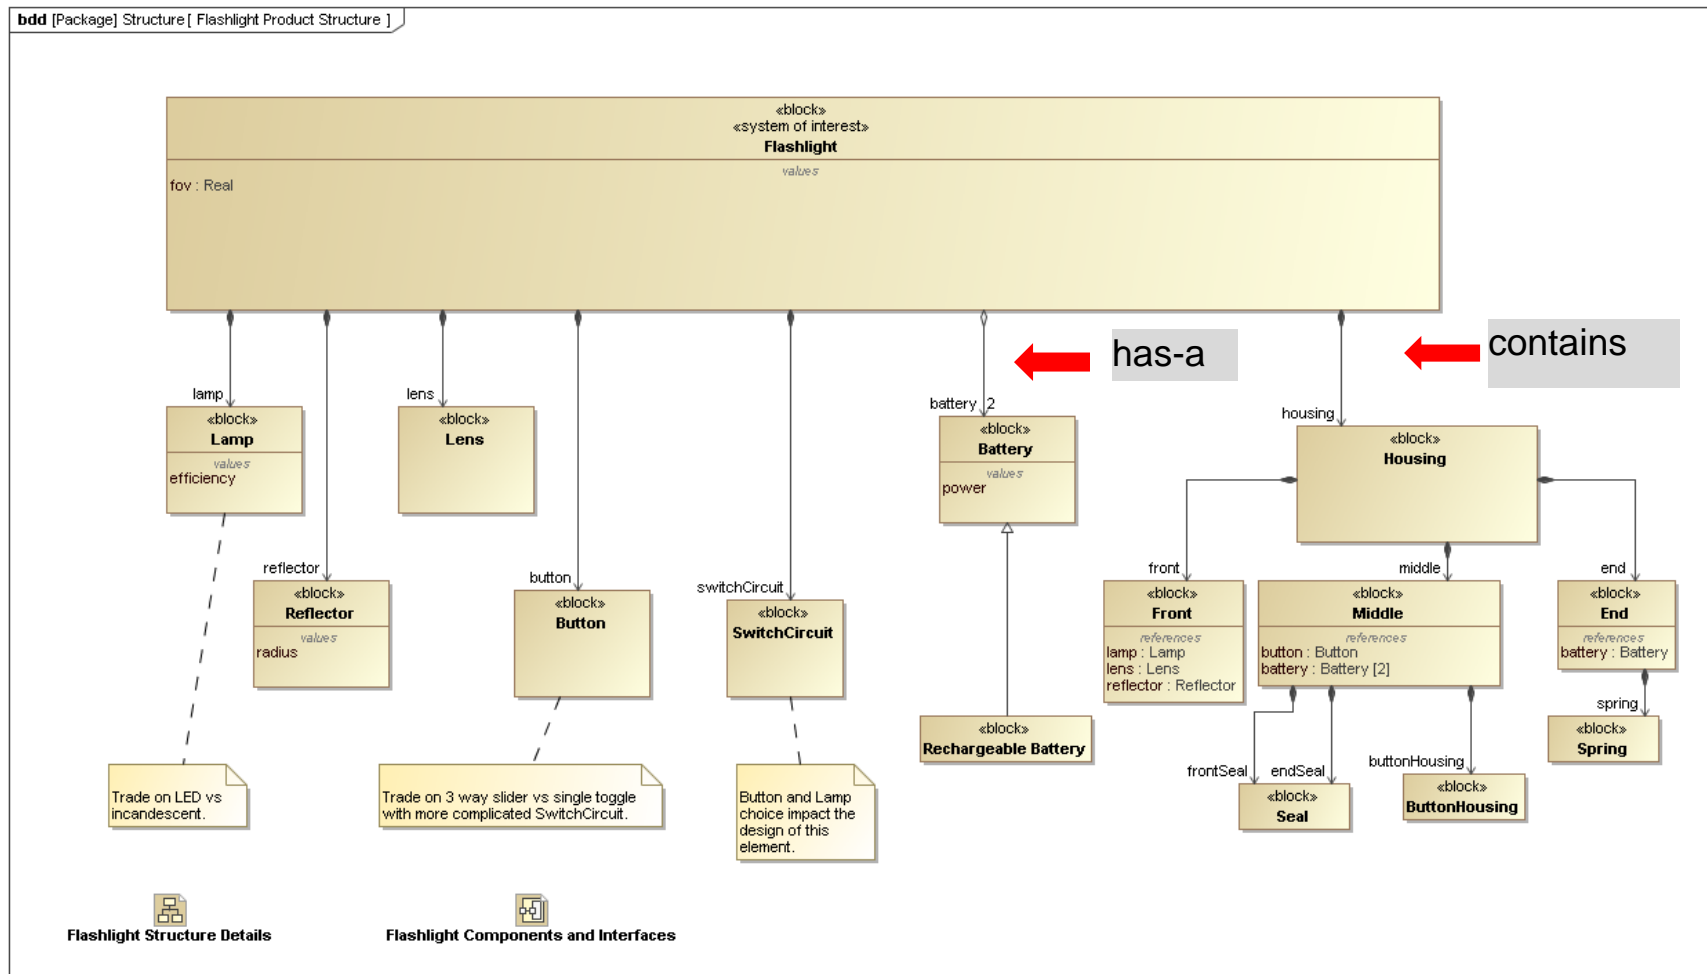 bdd [Package] Structure [ Flashlight Product Structure ]
«block»
«system of interest»
Flashlight
values
fov : Real
has-a
contains
lamp
«block»
Lamp
values
efficiency
lens
«block»
Lens
battery 2
«block»
Battery
values
power
housing
«block»
Housing
reflector
«block»
Reflector
values
radius
button
«block»
Button
switchCircuit
«block»
SwitchCircuit
front
«block»
Front
references
lamp : Lamp
lens : Lens
reflector : Reflector
middle
«block»
Middle
references
button : Button
battery : Battery [2]
end
«block»
End
references
battery : Battery
«block»
Rechargeable Battery
spring
«block»
Spring
frontSeal
endSeal
«block»
Seal
buttonHousing
«block»
ButtonHousing
Trade on LED vs
incandescent.
Trade on 3 way slider vs single toggle
with more complicated SwitchCircuit.
Button and Lamp
choice impact the
design of this
element.
Flashlight Structure Details
Flashlight Components and Interfaces